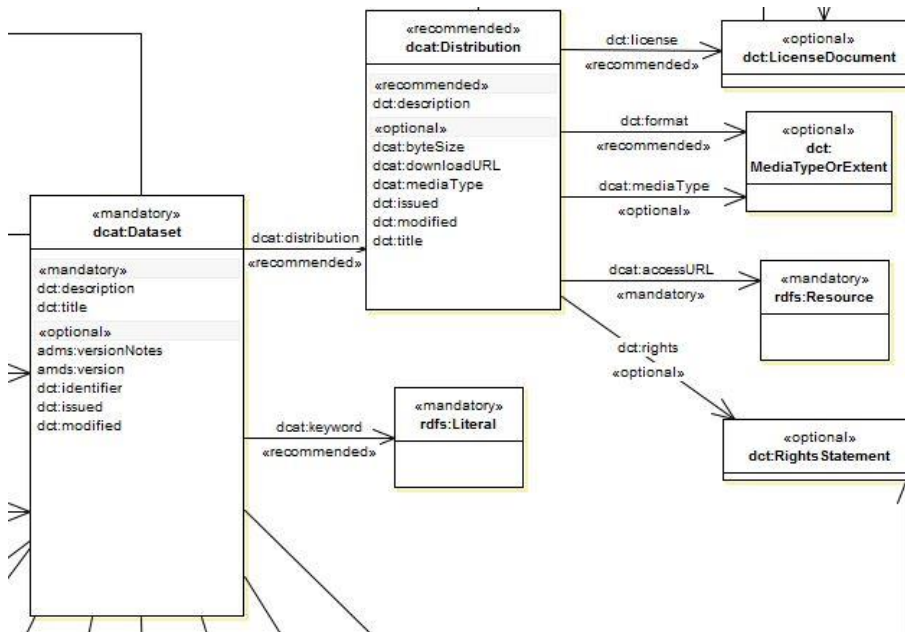 «recommended»
dcat:Distribution
«recommended»
dct:description
«optional»
dcat:byteSize
dcat:downloadURL
dcat:mediaType
dct:issued
dct:modified
dct:title
dct:license
«recommended»
«optional»
dct:LicenseDocument
dct:format
«recommended»
«optional»
dct:
MediaTypeOrExtent
dcat:mediaType
«optional»
«mandatory»
dcat:Dataset
«mandatory»
dct:description
dct:title
«optional»
adms:versionNotes
amds:version
dct:identifier
dct:issued
dct:modified
dcat:distribution
«recommended»
dcat:accessURL
«mandatory»
«mandatory»
rdfs:Resource
dct:rights
«optional»
«optional»
dct:RightsStatement
dcat:keyword
«recommended»
«mandatory»
rdfs:Literal